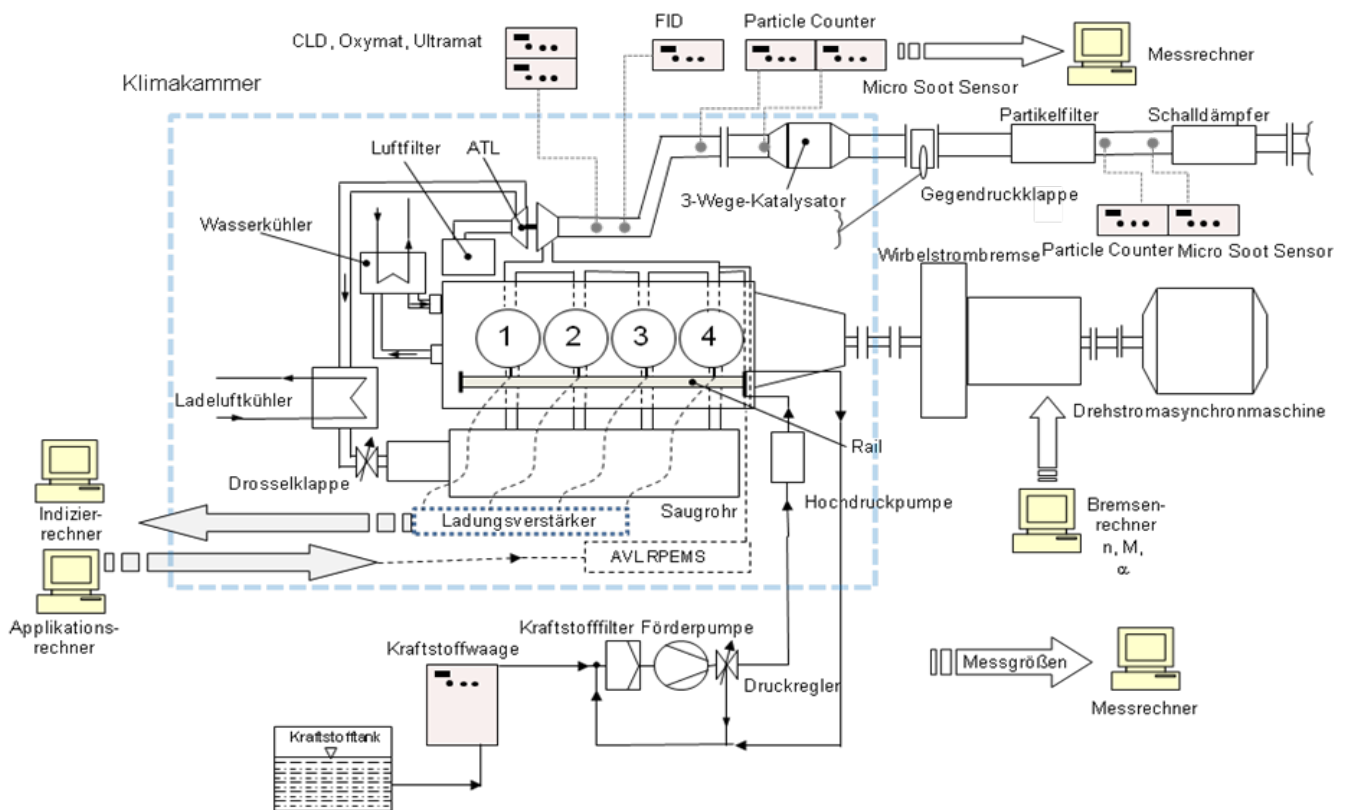 CLD, Oxymat, Ultramat
FID
Particle Counter
Messrechner
Micro Soot Sensor
Klimakammer
Partikelfilter
Schalldämpfer
Luftfilter
ATL
3-Wege-Katalysator
Gegendruckklappe
Wasserkühler
Particle Counter
Micro Soot Sensor
Wirbelstrombremse
1
2
3
4
Ladeluftkühler
Drehstromasynchronmaschine
Rail
Drosselklappe
Hochdruckpumpe
Saugrohr
Indizier-
rechner
Ladungsverstärker
Bremsen-
rechner
n, M,
α
AVLRPEMS
Applikations-
rechner
Kraftstofffilter
Förderpumpe
Kraftstoffwaage
Druckregler
Messgrößen
Messrechner
Kraftstofftank